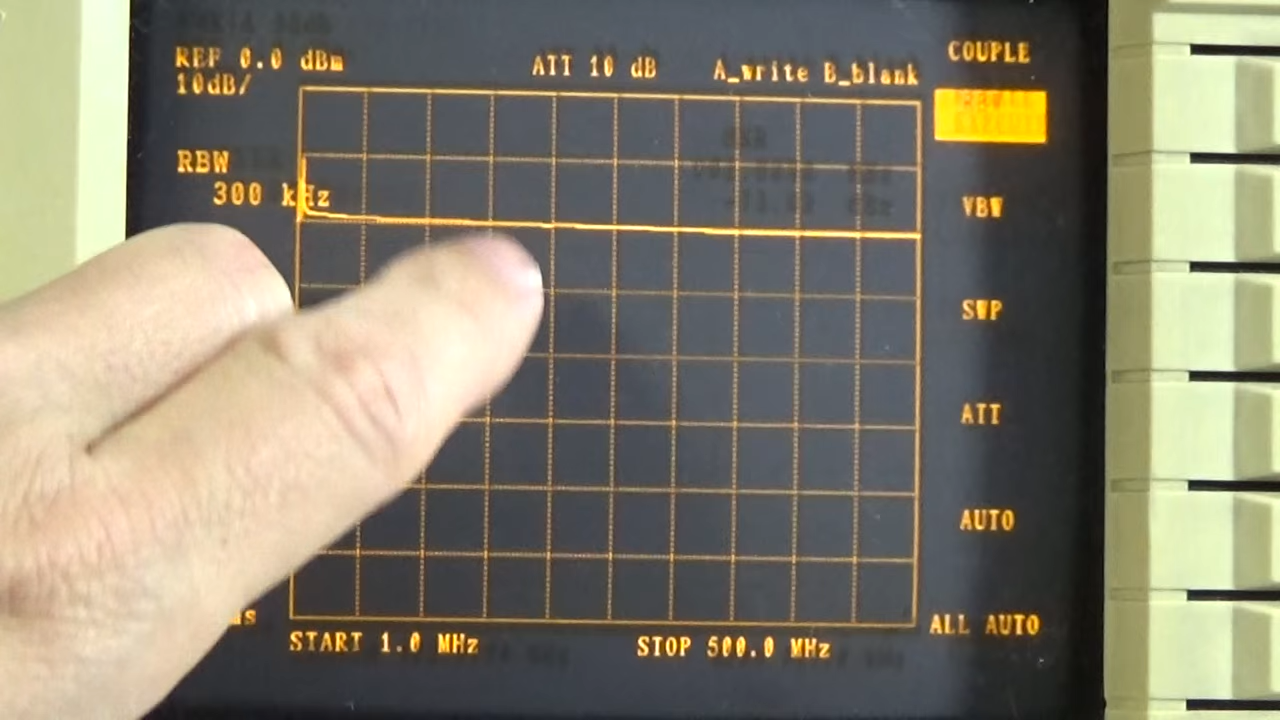 REF 0.0 dBm
10dB/
ATT 10 dB
A_write B_blank
COUPLE
RBW
RBW
300 kHz
VBW
SWP
ATT
AUTO
ALL AUTO
START 1.0 MHz
STOP 500.0 MHz